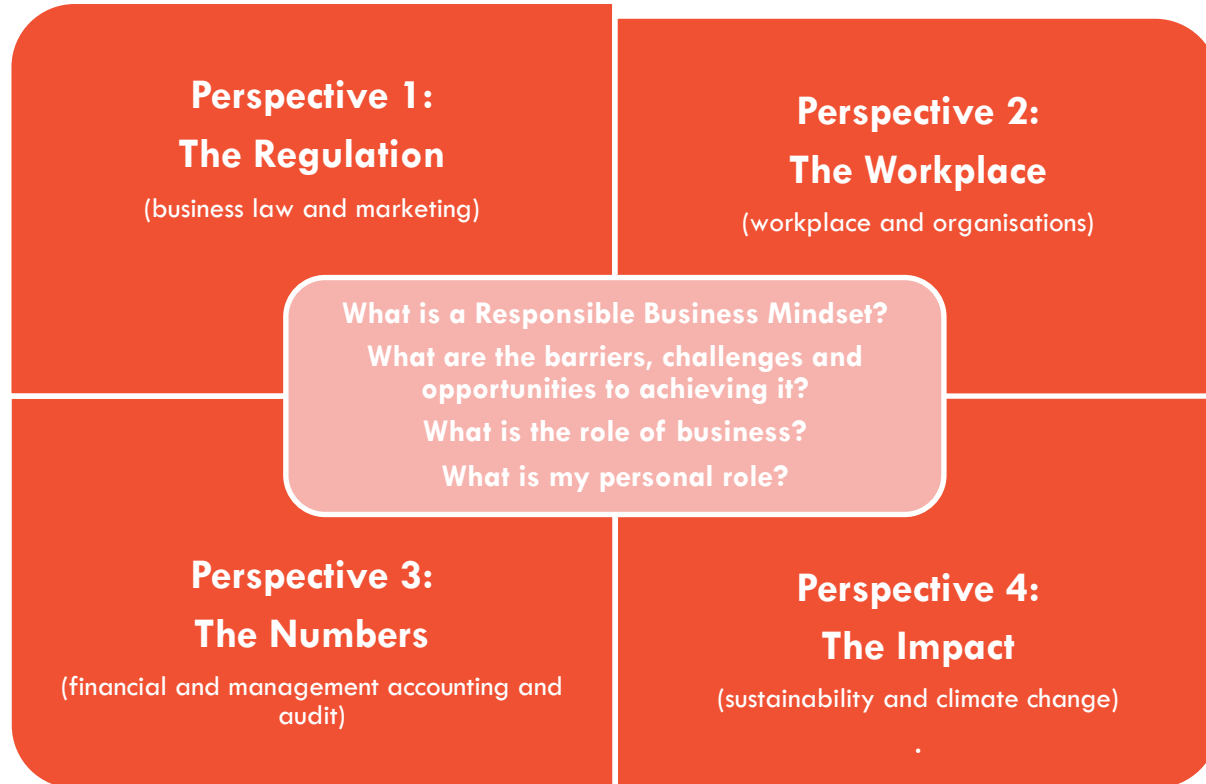 Perspective 1:
The Regulation
(business law and marketing)
Perspective 2:
The Workplace
(workplace and organisations)
What is a Responsible Business Mindset?
What are the barriers, challenges and
opportunities to achieving it?
What is the role of business?
What is my personal role?
Perspective 3:
The Numbers
(financial and management accounting and
audit)
Perspective 4:
The Impact
(sustainability and climate change)
.